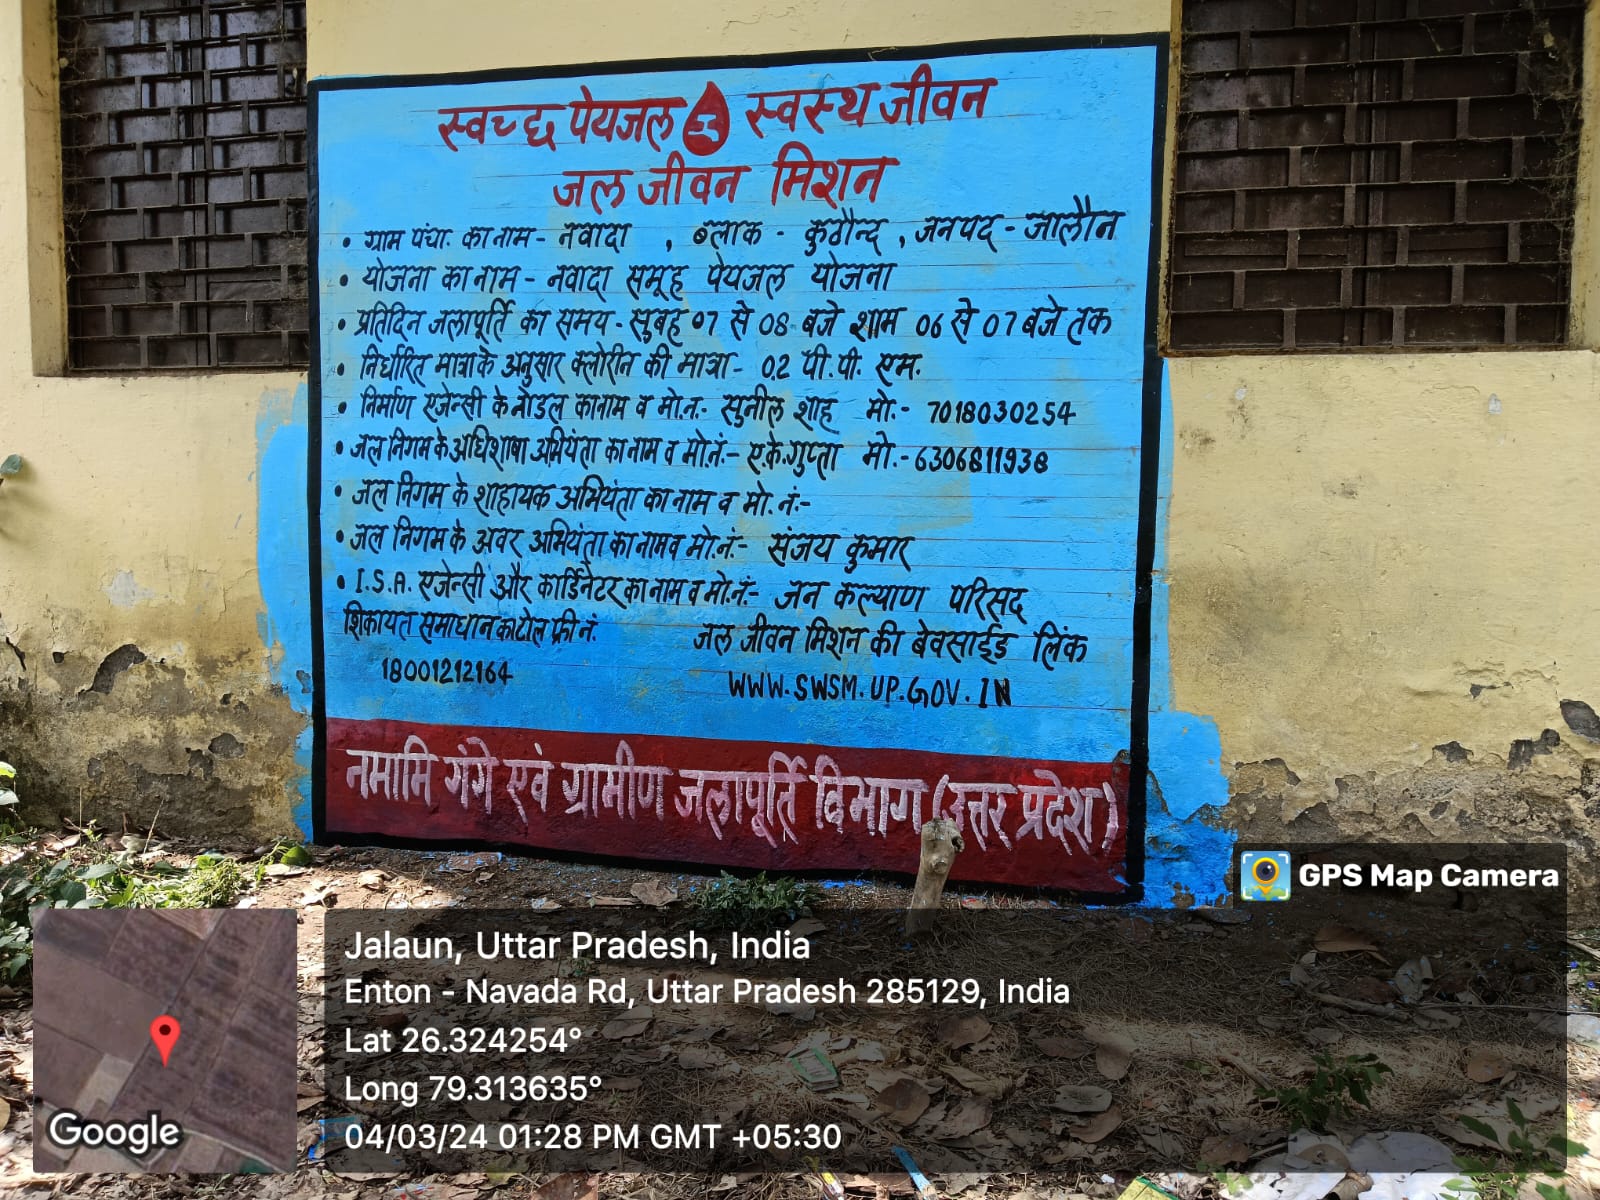 स्वच्छ पेयजल स्वस्थ जीवन
जल जीवन मिशन
• ग्राम पंचा. का नाम - नवादा , ब्लाक - कुठौन्द , जनपद - जालौन
• योजना का नाम - नवादा समूह पेयजल योजना
• प्रतिदिन जलापूर्ति का समय - सुबह 07 से 08 बजे शाम 06 से 07 बजे तक
• निर्धारित मात्रा के अनुसार क्लोरीन की मात्रा - 0.2 पी.पी. एम.
• निर्माण एजेन्सी के नोडल का नाम व मो.न.- सुनील शाह मो.- 7018030254
• जल निगम के अधिशाषा अभियंता का नाम व मो.नं.- ए.के.गुप्ता मो.- 6306811938
• जल निगम के शाहायक अभियंता का नाम व मो. नं:-
• जल निगम के अवर अभियंता का नाम व मो.नं:- संजय कुमार
• I.S.A. एजेन्सी और कार्डिनेटर का नाम व मो.नं:- जन कल्याण परिसद
शिकायत समाधान का टोल फ्री नं. जल जीवन मिशन की बेवसाईड लिंक
18001212164 WWW.SWSM.UP.GOV.IN
नमामि गंगे एवं ग्रामीण जलापूर्ति विभाग (उत्तर प्रदेश)
GPS Map Camera
Jalaun, Uttar Pradesh, India
Enton - Navada Rd, Uttar Pradesh 285129, India
Lat 26.324254°
Long 79.313635°
04/03/24 01:28 PM GMT +05:30
Google